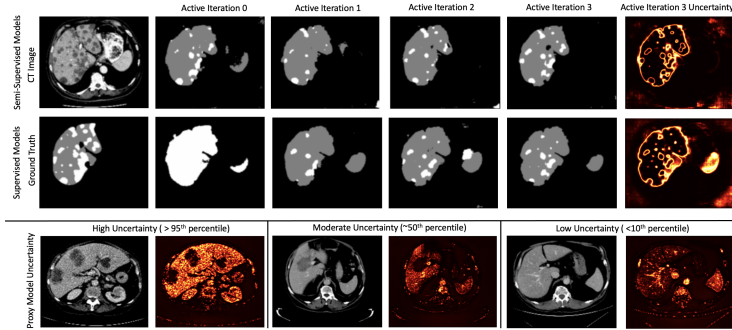 Active Iteration 0 Active Iteration 1 Active Iteration 2 Active Iteration 3 Active Iteration 3 Uncertainty
Semi-Supervised Models
CT Image
Supervised Models
Ground Truth
High Uncertainty ( > 95th percentile) Moderate Uncertainty (~50th percentile) Low Uncertainty ( <10th percentile)
Proxy Model Uncertainty